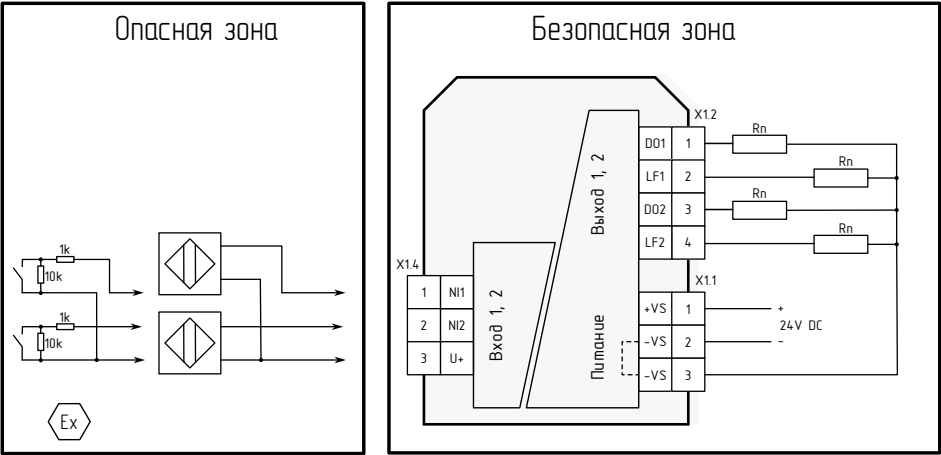 Опасная зона
Безопасная зона
1k
10k
1k
10k
Ex
X1.4
1 NI1
2 NI2
3 U+
Вход 1, 2
Выход 1, 2
Питание
X1.2
DO1 1
LF1 2
DO2 3
LF2 4
Rn
Rn
Rn
Rn
X1.1
+VS 1
-VS 2
-VS 3
+
24V DC
-